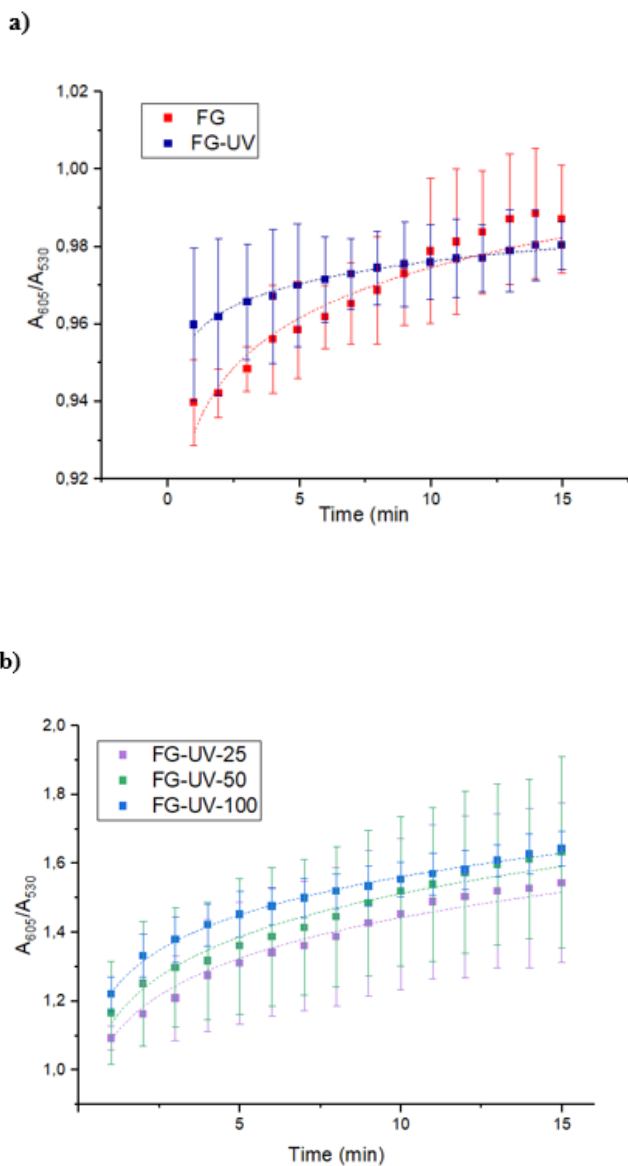 a)
1,02
1,00
0,98
0,96
0,94
0,92
A605/A530
FG
FG-UV
0 5 10 15
Time (min
b)
2,0
1,8
1,6
1,4
1,2
1,0
A605/A530
FG-UV-25
FG-UV-50
FG-UV-100
5 10 15
Time (min)